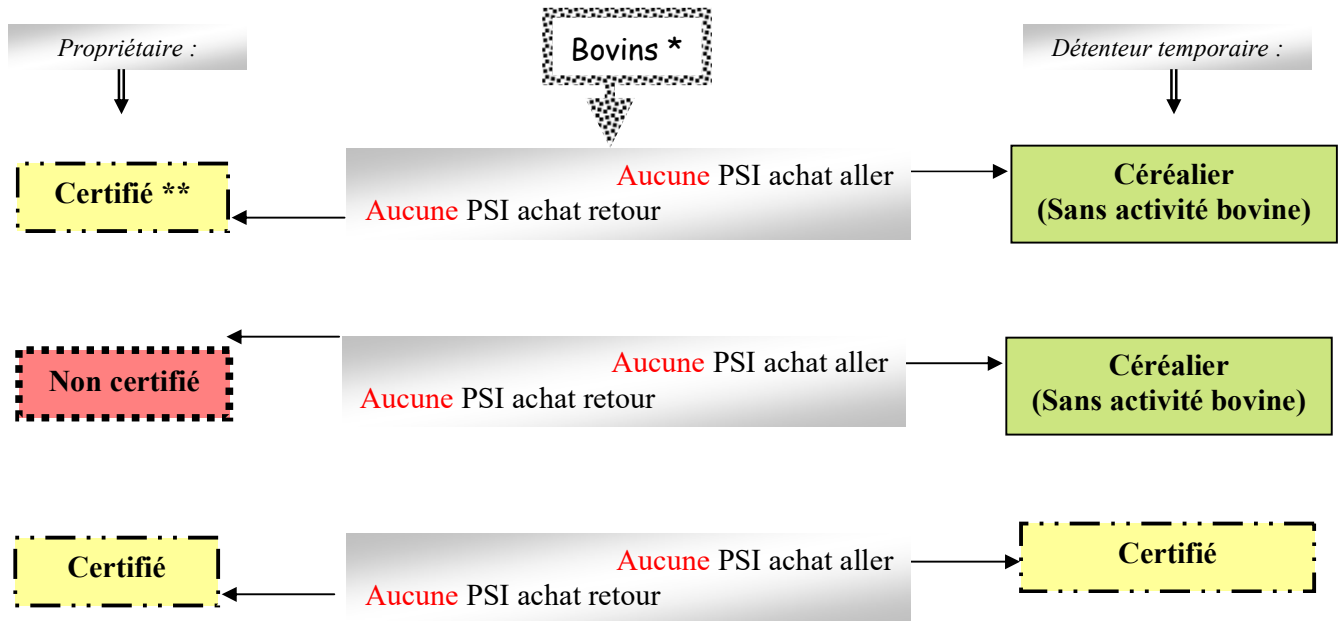 Propriétaire :
Bovins *
Détenteur temporaire :
Certifié **
Aucune PSI achat aller
Aucune PSI achat retour
Céréalier
(Sans activité bovine)
Non certifié
Aucune PSI achat aller
Aucune PSI achat retour
Céréalier
(Sans activité bovine)
Certifié
Aucune PSI achat aller
Aucune PSI achat retour
Certifié